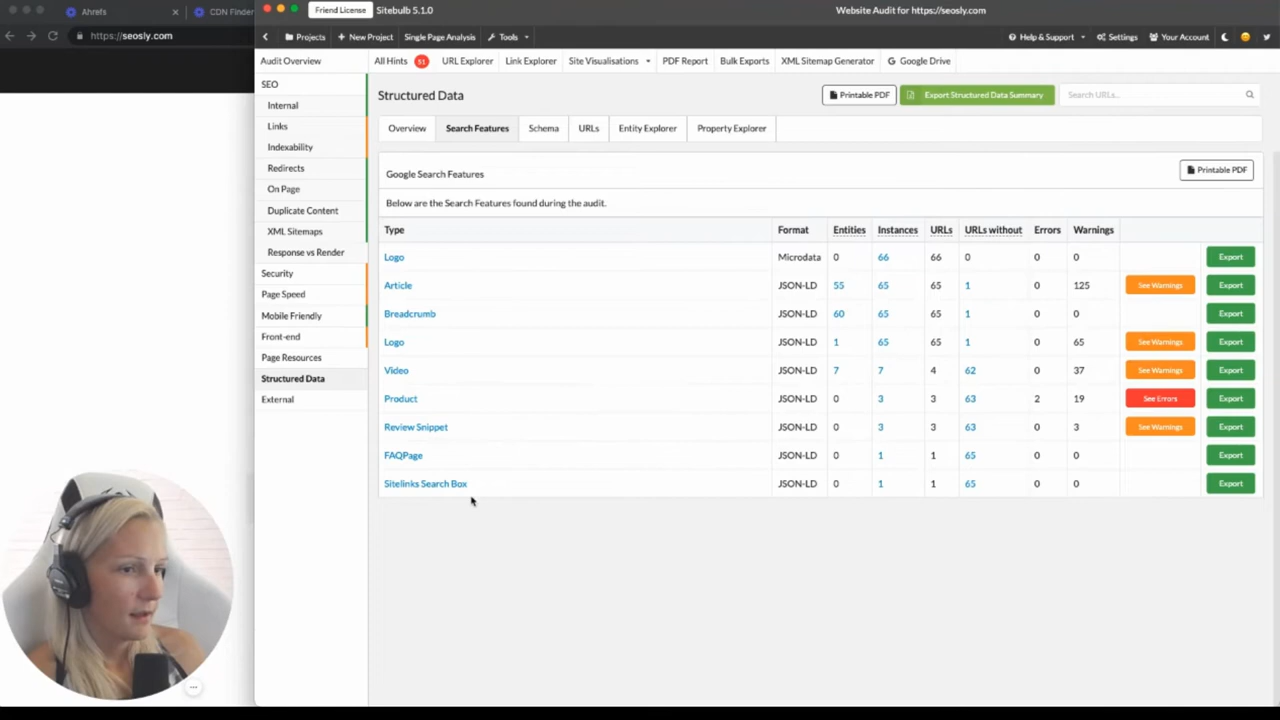 Friend License Sitebulb 5.1.0 Website Audit for https://seosly.com
Ahrefs CDN Finder
https://seosly.com
Projects New Project Single Page Analysis Tools Help & Support Settings Your Account
Audit Overview All Hints 51 URL Explorer Link Explorer Site Visualisations PDF Report Bulk Exports XML Sitemap Generator Google Drive
SEO
Internal
Links
Indexability
Redirects
On Page
Duplicate Content
XML Sitemaps
Response vs Render
Security
Page Speed
Mobile Friendly
Front-end
Page Resources
Structured Data
External
Structured Data Printable PDF Export Structured Data Summary Search URLs..
Overview Search Features Schema URLs Entity Explorer Property Explorer
Google Search Features Printable PDF
Below are the Search Features found during the audit.
Type Format Entities Instances URLs URLs without Errors Warnings
Logo Microdata 0 66 66 0 0 0 Export
Article JSON-LD 55 65 65 1 0 125 See Warnings Export
Breadcrumb JSON-LD 60 65 65 1 0 0 Export
Logo JSON-LD 1 65 65 1 0 65 See Warnings Export
Video JSON-LD 7 7 4 62 0 37 See Warnings Export
Product JSON-LD 0 3 3 63 2 19 See Errors Export
Review Snippet JSON-LD 0 3 3 63 0 3 See Warnings Export
FAQPage JSON-LD 0 1 1 65 0 0 Export
Sitelinks Search Box JSON-LD 0 1 1 65 0 0 Export